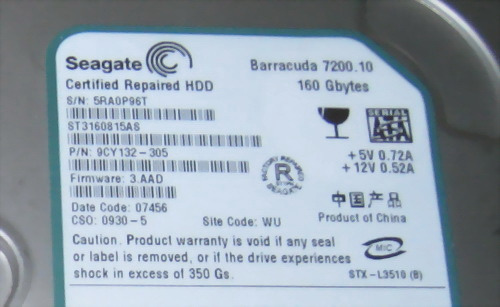 Seagate
Barracuda 7200.10
Certified Repaired HDD
160 Gbytes
S/N: 5RA0P96T
ST3160815AS
SERIAL
ATA
P/N: 9CY132-305
+5V 0.72A
+12V 0.52A
FACTORY REPAIRED
R
SEAGATE
Firmware: 3.AAD
中国产品
Date Code: 07456
Product of China
CSO: 0930-5
Site Code: WU
Caution. Product warranty is void if any seal
or label is removed, or if the drive experiences
shock in excess of 350 Gs.
MIC
STX-L3510 (B)